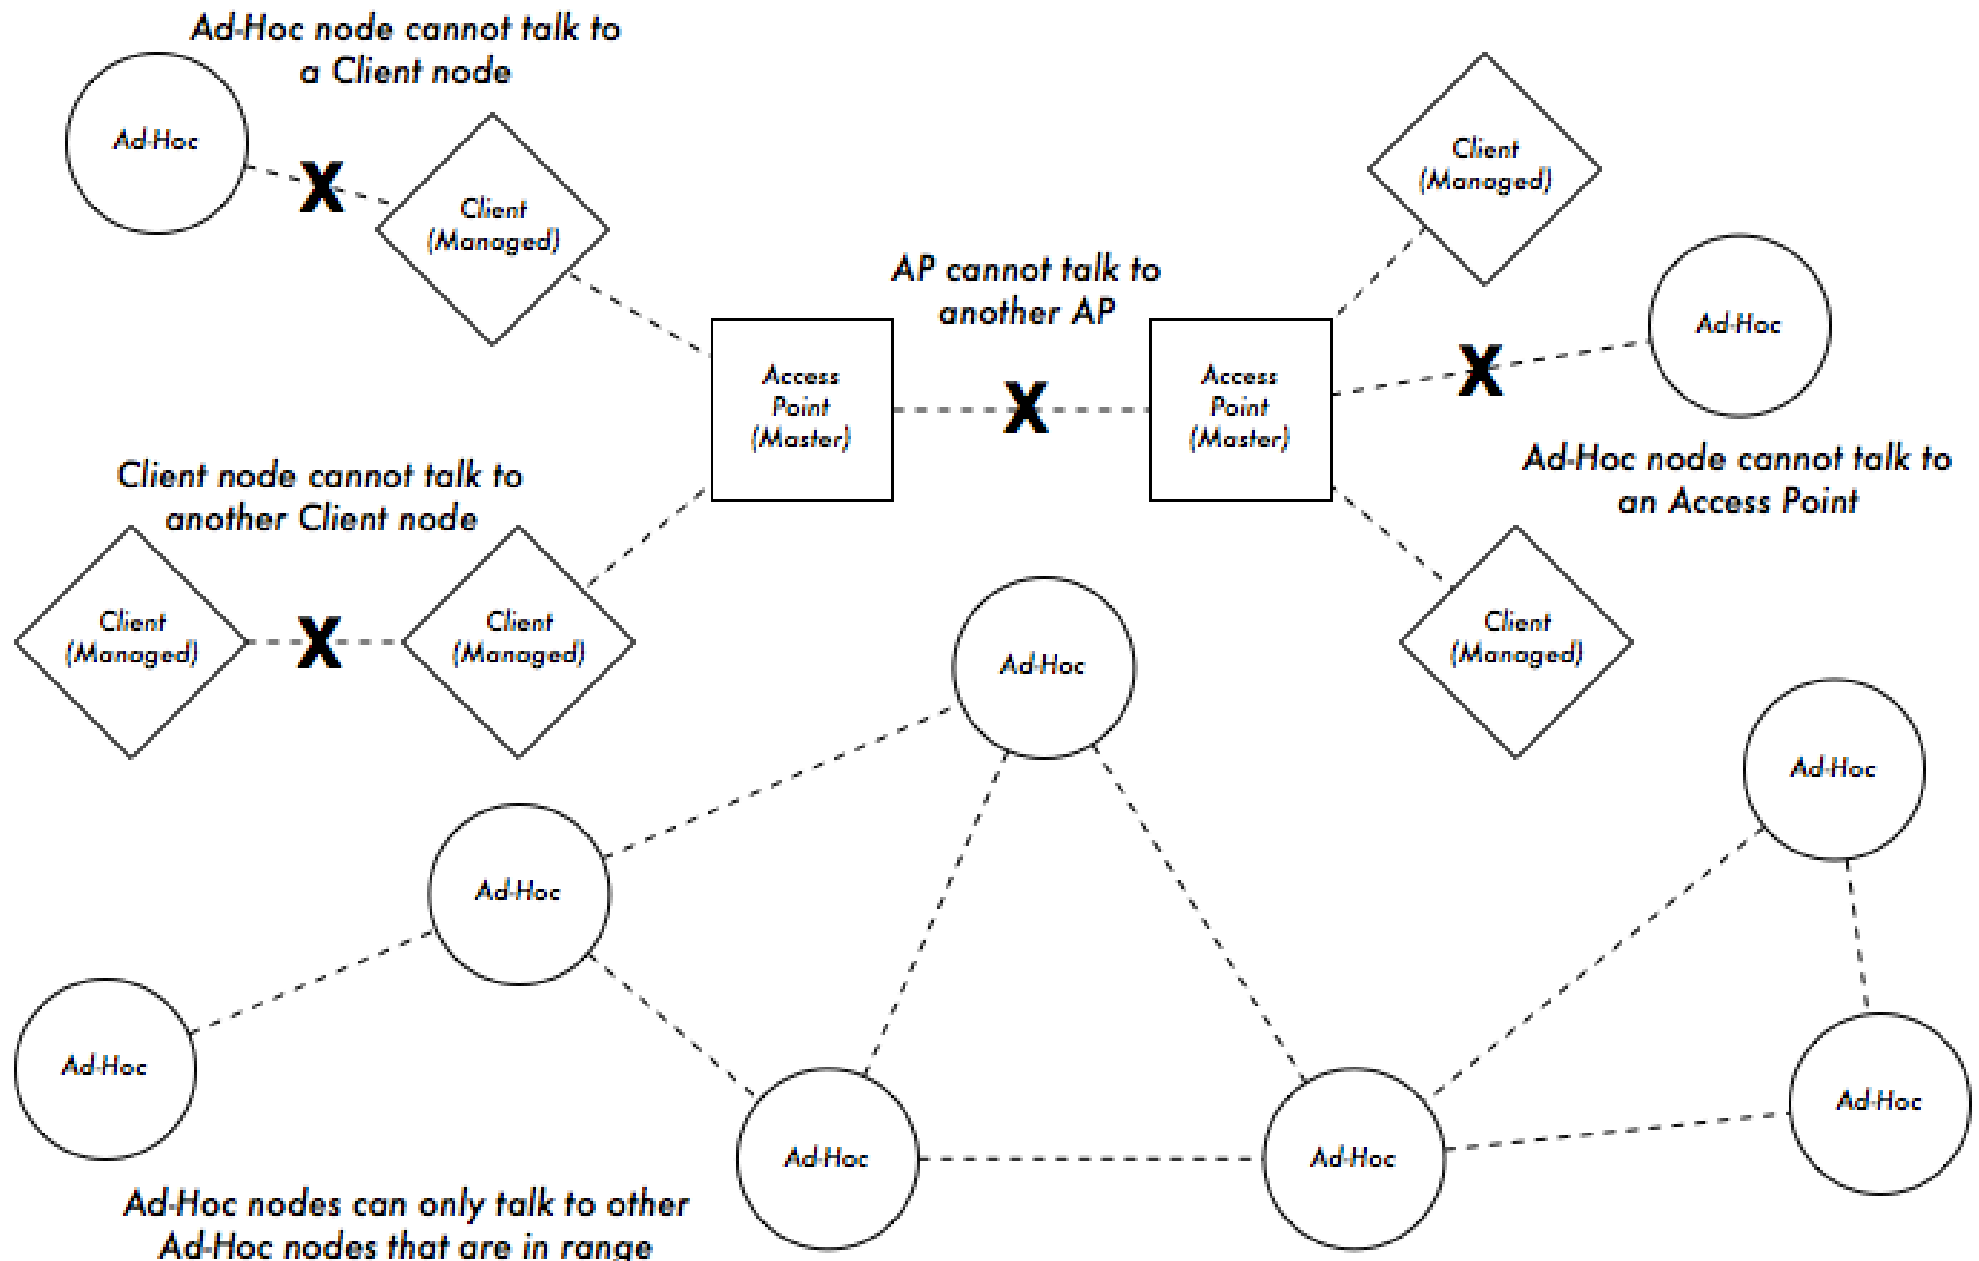 Ad-Hoc node cannot talk to
a Client node
Ad-Hoc
Client
(Managed)
Client
(Managed)
AP cannot talk to
another AP
Ad-Hoc
Access
Point
(Master)
Access
Point
(Master)
Ad-Hoc node cannot talk to
an Access Point
Client node cannot talk to
another Client node
Client
(Managed)
Client
(Managed)
Client
(Managed)
Ad-Hoc
Ad-Hoc
Ad-Hoc
Ad-Hoc
Ad-Hoc
Ad-Hoc
Ad-Hoc
Ad-Hoc nodes can only talk to other
Ad-Hoc nodes that are in range